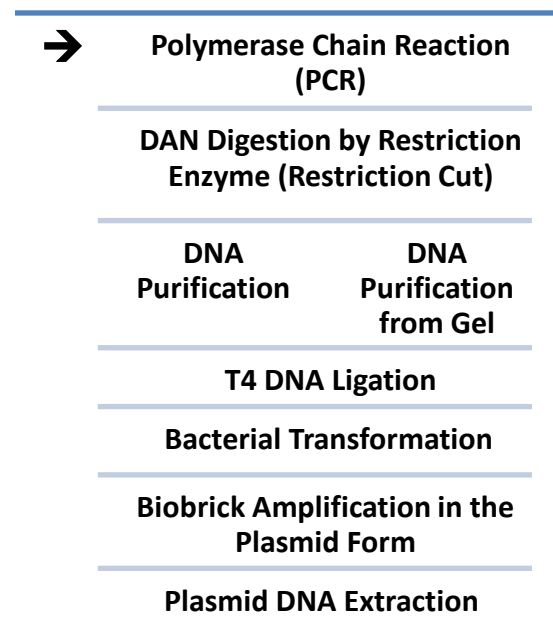 ➔ Polymerase Chain Reaction
(PCR)
DAN Digestion by Restriction
Enzyme (Restriction Cut)
DNA
Purification
DNA
Purification
from Gel
T4 DNA Ligation
Bacterial Transformation
Biobrick Amplification in the
Plasmid Form
Plasmid DNA Extraction